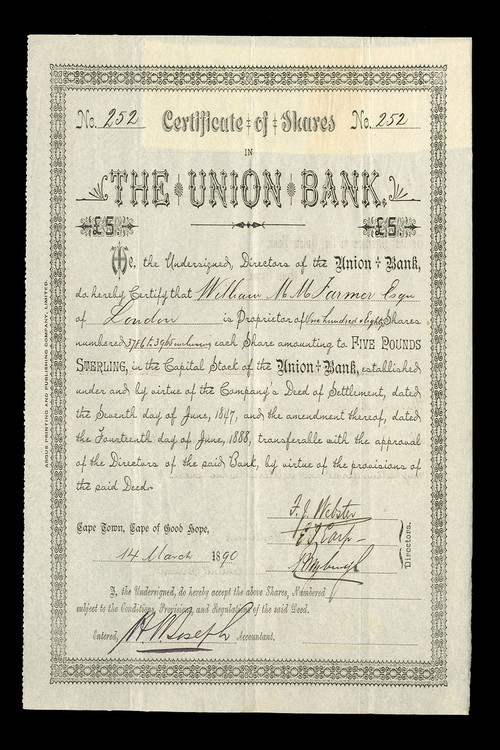 No. 252 Certificate of Shares No. 252
IN
THE UNION BANK.
£5 £5
We, the Undersigned, Directors of the Union Bank,
do hereby Certify that William M. M. Farmer Esqre
of London is Proprietor of five hundred & eighty Shares
numbered inclusive each Share amounting to FIVE POUNDS
STERLING, in the Capital Stock of the Union Bank, established
under and by virtue of the Company's Deed of Settlement, dated
the Seventh day of June, 1847, and the amendment thereof, dated
the Fourteenth day of June, 1888, transferable with the approval
of the Directors of the said Bank, by virtue of the provisions of
the said Deed.
F. J. Webster
Cape Town, Cape of Good Hope,
14 March 1890
Directors.
I, the Undersigned, do hereby accept the above Shares, Numbered
subject to the Conditions, Provisions and Regulations of the said Deed.
Entered, Joseph Accountant.
ARGUS PRINTING AND PUBLISHING COMPANY, LIMITED.